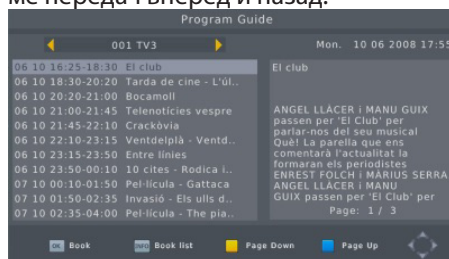 ме передач вперед и назад.
Program Guide
001 TV3
Mon. 10 06 2008 17:55
06 10 16:25-18:30 El club
06 10 18:30-20:20 Tarda de cine - L'úl..
06 10 20:20-21:00 Bocamoll
06 10 21:00-21:45 Telenotícies vespre
06 10 21:45-22:10 Crackòvia
06 10 22:10-23:15 Ventdelplà - Ventd..
06 10 23:15-23:50 Entre línies
06 10 23:50-00:10 10 cites - Rodica i..
07 10 00:10-01:50 Pel·lícula - Gattaca
07 10 01:50-02:35 Invasió - Els ulls d..
07 10 02:35-04:00 Pel·lícula - The pia..
El club
ANGEL LLÀCER i MANU GUIX
passen per 'El Club' per
parlar-nos del seu musical
Què! La parella que ens
comentarà l'actualitat la
formaran els periodistes
ENREST FOLCH i MÀRIUS SERRA
ANGEL LLÀCER i MANU
GUIX passen per 'El Club' per
Page: 1 / 3
OK Book
INFO Book list
Page Down
Page Up